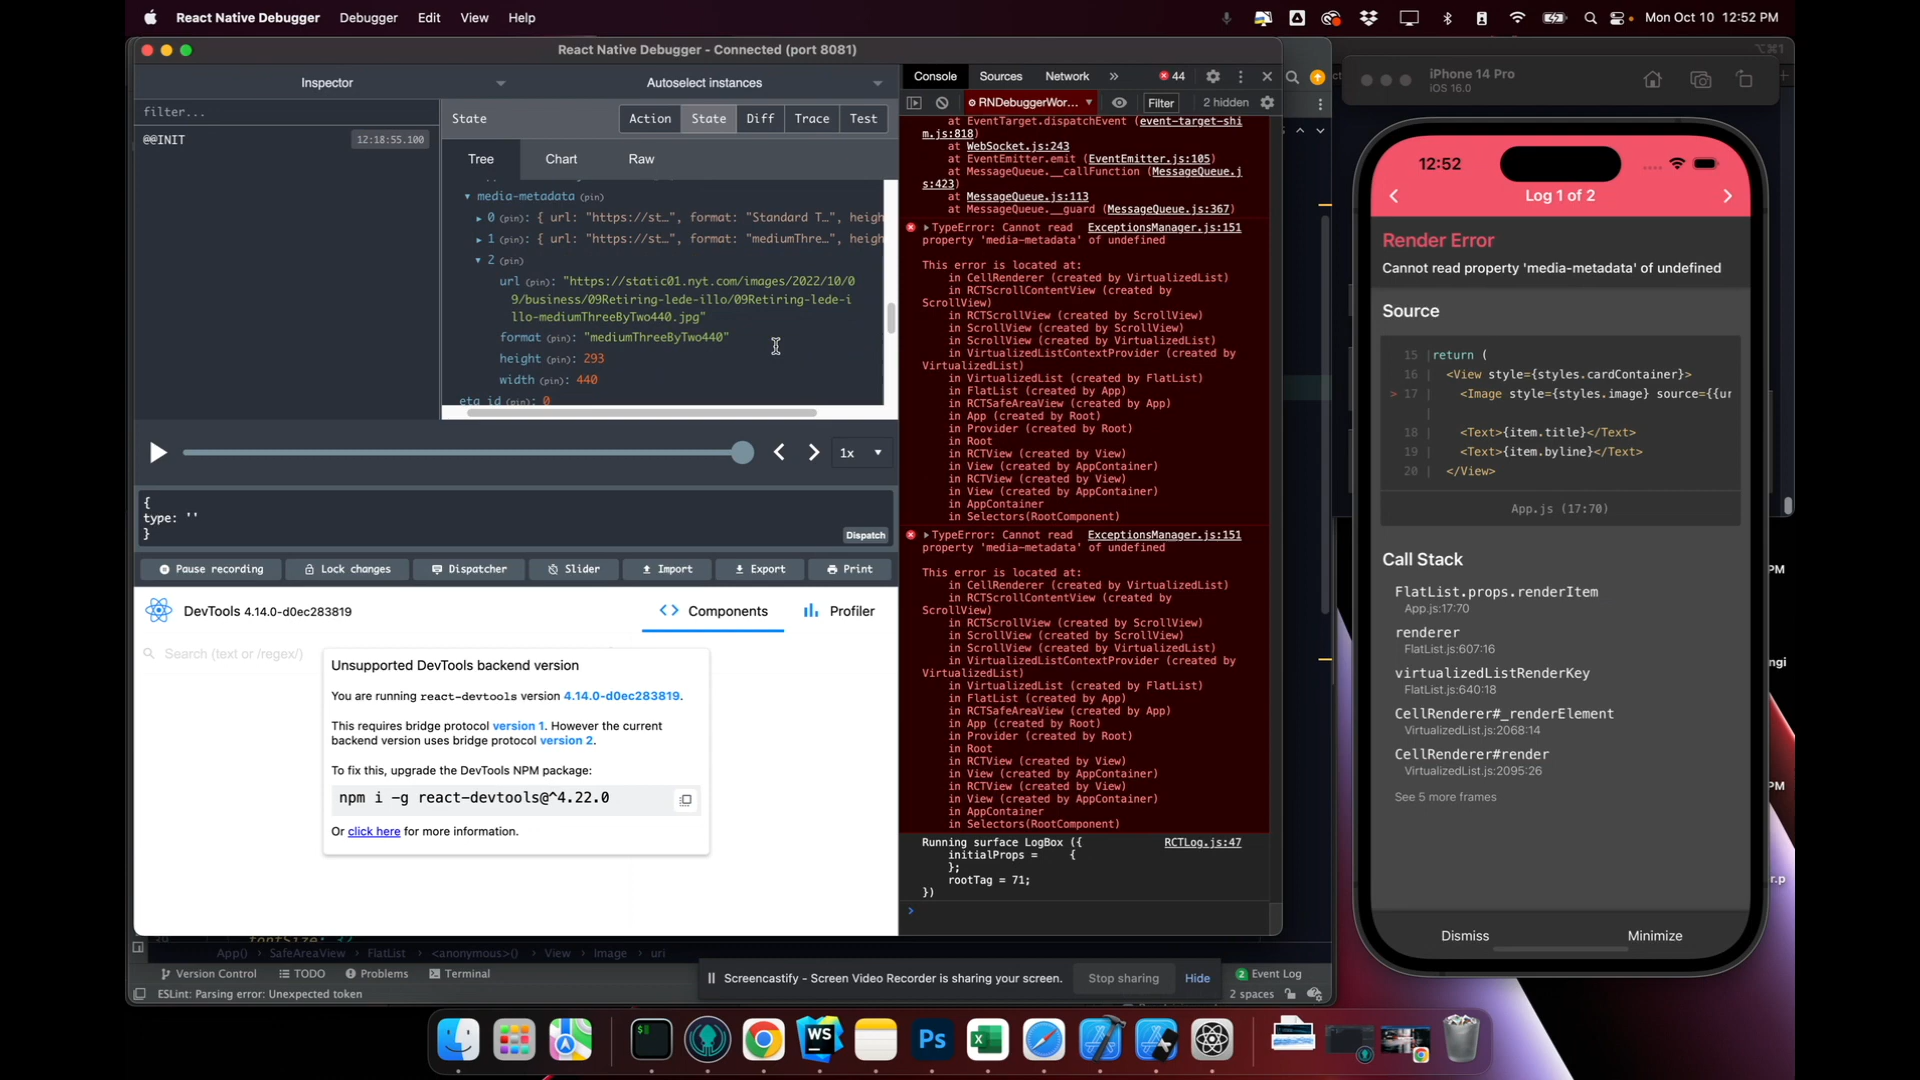 React Native Debugger Debugger Edit View Help
Mon Oct 10 12:52 PM
React Native Debugger - Connected (port 8081)
Inspector
Autoselect instances
filter...
@@INIT
12:18:55.100
State
Action State Diff Trace Test
Tree Chart Raw
media-metadata (pin)
0 (pin): { url: "https://st…", format: "Standard T…", heigh
1 (pin): { url: "https://st…", format: "mediumThre…", heigh
2 (pin)
url (pin): "https://static01.nyt.com/images/2022/10/0
9/business/09Retiring-lede-illo/09Retiring-lede-i
llo-mediumThreeByTwo440.jpg"
format (pin): "mediumThreeByTwo440"
height (pin): 293
width (pin): 440
eta_id (pin): 0
1x
{
type: ''
}
Dispatch
Pause recording
Lock changes
Dispatcher
Slider
Import
Export
Print
DevTools 4.14.0-d0ec283819
Components
Profiler
Search (text or /regex/)
Unsupported DevTools backend version
You are running react-devtools version 4.14.0-d0ec283819.
This requires bridge protocol version 1. However the current
backend version uses bridge protocol version 2.
To fix this, upgrade the DevTools NPM package:
npm i -g react-devtools@^4.22.0
Or click here for more information.
Console Sources Network » 44
RNDebuggerWor… Filter 2 hidden
at EventTarget.dispatchEvent (event-target-shi
m.js:818)
at WebSocket.js:243
at EventEmitter.emit (EventEmitter.js:105)
at MessageQueue.__callFunction (MessageQueue.j
s:423)
at MessageQueue.js:113
at MessageQueue.__guard (MessageQueue.js:367)
TypeError: Cannot read ExceptionsManager.js:151
property 'media-metadata' of undefined
This error is located at:
in CellRenderer (created by VirtualizedList)
in RCTScrollContentView (created by
ScrollView)
in RCTScrollView (created by ScrollView)
in ScrollView (created by ScrollView)
in ScrollView (created by VirtualizedList)
in VirtualizedListContextProvider (created by
VirtualizedList)
in VirtualizedList (created by FlatList)
in FlatList (created by App)
in RCTSafeAreaView (created by App)
in App (created by Root)
in Provider (created by Root)
in Root
in RCTView (created by View)
in View (created by AppContainer)
in RCTView (created by View)
in View (created by AppContainer)
in AppContainer
in Selectors(RootComponent)
TypeError: Cannot read ExceptionsManager.js:151
property 'media-metadata' of undefined
This error is located at:
in CellRenderer (created by VirtualizedList)
in RCTScrollContentView (created by
ScrollView)
in RCTScrollView (created by ScrollView)
in ScrollView (created by ScrollView)
in ScrollView (created by VirtualizedList)
in VirtualizedListContextProvider (created by
VirtualizedList)
in VirtualizedList (created by FlatList)
in FlatList (created by App)
in RCTSafeAreaView (created by App)
in App (created by Root)
in Provider (created by Root)
in Root
in RCTView (created by View)
in View (created by AppContainer)
in RCTView (created by View)
in View (created by AppContainer)
in AppContainer
in Selectors(RootComponent)
Running surface LogBox ({ RCTLog.js:47
initialProps = {
};
rootTag = 71;
})
iPhone 14 Pro
iOS 16.0
12:52
Log 1 of 2
Render Error
Cannot read property 'media-metadata' of undefined
Source
15 | return (
16 | <View style={styles.cardContainer}>
> 17 | <Image style={styles.image} source={{ur
|
18 | <Text>{item.title}</Text>
19 | <Text>{item.byline}</Text>
20 | </View>
App.js (17:70)
Call Stack
FlatList.props.renderItem
App.js:17:70
renderer
FlatList.js:607:16
virtualizedListRenderKey
FlatList.js:640:18
CellRenderer#_renderElement
VirtualizedList.js:2068:14
CellRenderer#render
VirtualizedList.js:2095:26
See 5 more frames
Dismiss
Minimize
App() SafeAreaView FlatList <anonymous>() View Image uri
Version Control TODO Problems Terminal
Screencastify - Screen Video Recorder is sharing your screen.
Stop sharing
Hide
2 Event Log
ESLint: Parsing error: Unexpected token
2 spaces
WS
Ps